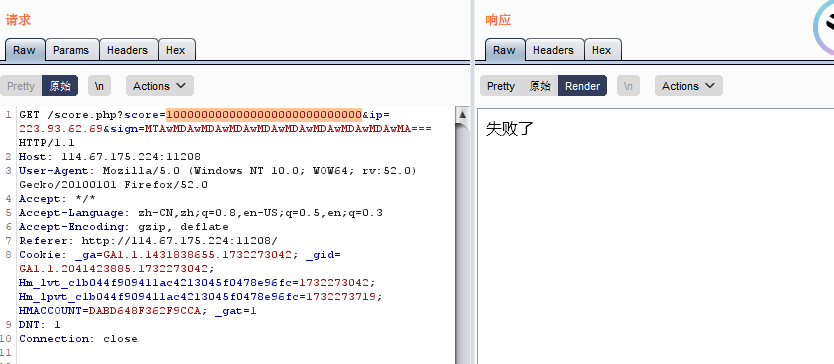 请求
响应
Raw
Params
Headers
Hex
Raw
Headers
Hex
Pretty
原始
\n
Actions
Pretty
原始
Render
\n
Actions
1 GET /score.php?score=1000000000000000000000000000&ip=
223.93.62.69&sign=MTAwMDAwMDAwMDAwMDAwMDAwMDAwMDAwMDAwMA===
HTTP/1.1
2 Host: 114.67.175.224:11208
3 User-Agent: Mozilla/5.0 (Windows NT 10.0; WOW64; rv:52.0)
Gecko/20100101 Firefox/52.0
4 Accept: */*
5 Accept-Language: zh-CN,zh;q=0.8,en-US;q=0.5,en;q=0.3
6 Accept-Encoding: gzip, deflate
7 Referer: http://114.67.175.224:11208/
8 Cookie: _ga=GA1.1.1431838655.1732273042; _gid=
GA1.1.2041423885.1732273042;
Hm_lvt_c1b044f909411ac4213045f0478e96fc=1732273042;
Hm_lpvt_c1b044f909411ac4213045f0478e96fc=1732273719;
HMACCOUNT=DABD648F362F9CCA; _gat=1
9 DNT: 1
10 Connection: close
11
失败了